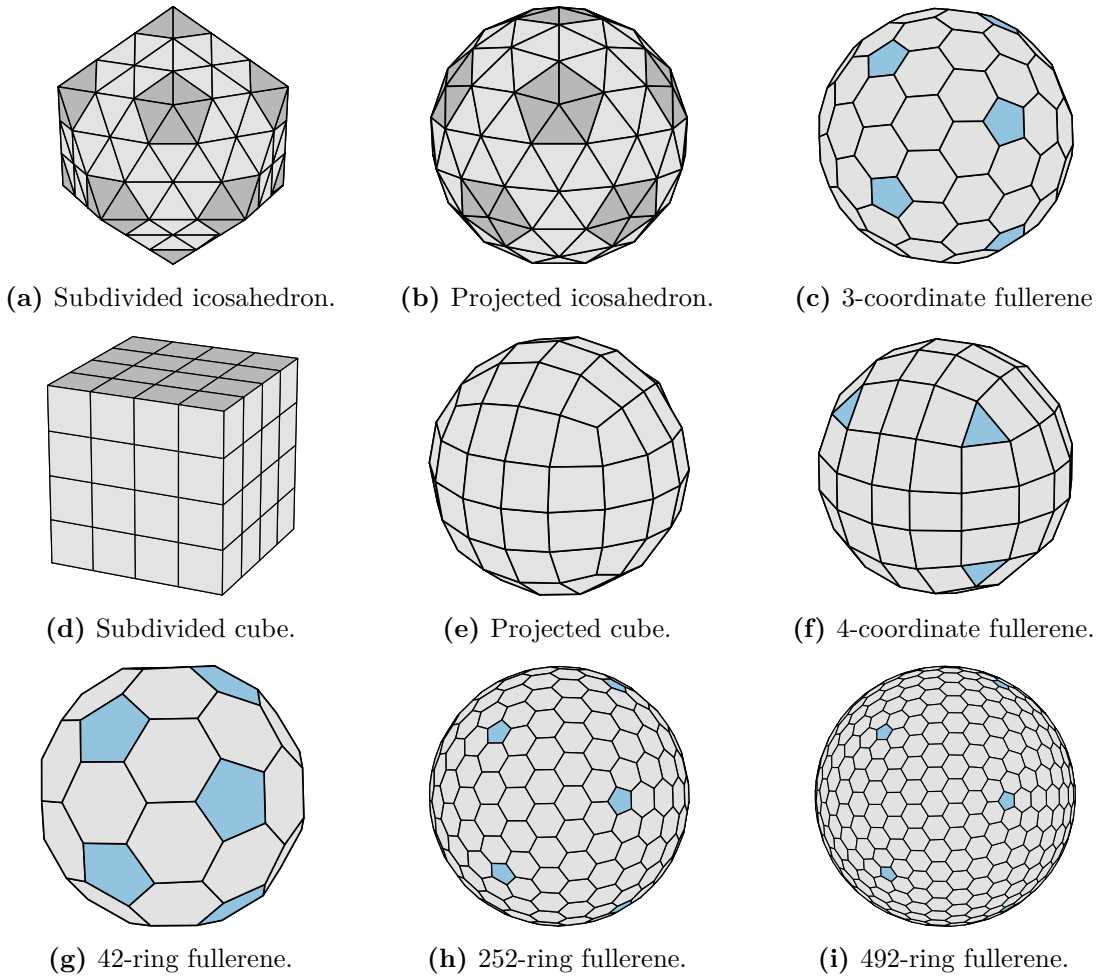 (a) Subdivided icosahedron.
(b) Projected icosahedron.
(c) 3-coordinate fullerene
(d) Subdivided cube.
(e) Projected cube.
(f) 4-coordinate fullerene.
(g) 42-ring fullerene.
(h) 252-ring fullerene.
(i) 492-ring fullerene.